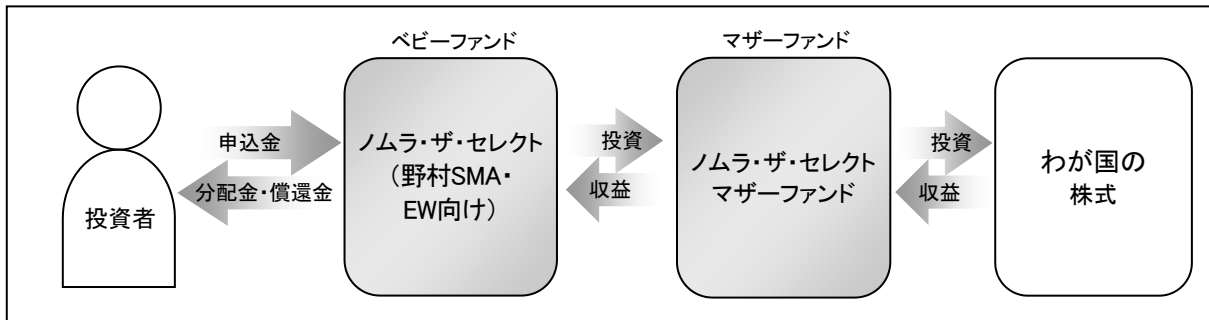 ベビーファンド
マザーファンド
投資者
申込金
分配金・償還金
ノムラ・ザ・セレクト
（野村SMA・
EW向け）
投資
収益
ノムラ・ザ・セレクト
マザーファンド
投資
収益
わが国の
株式